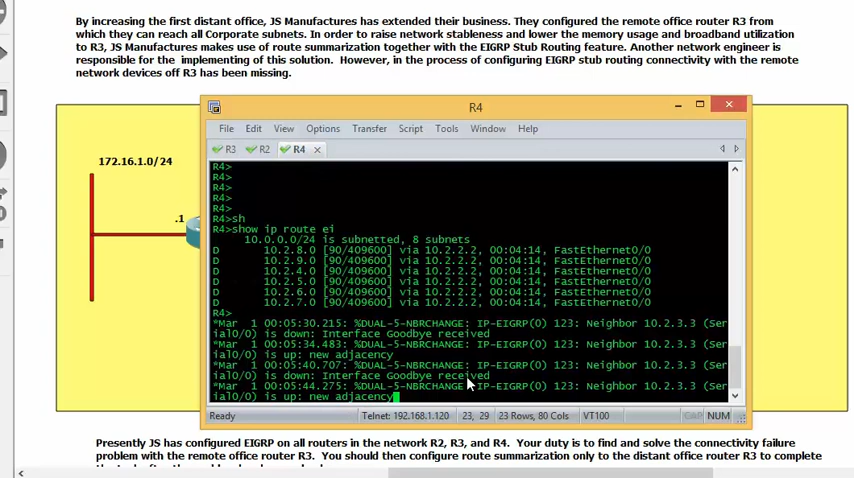 By increasing the first distant office, JS Manufactures has extended their business. They configured the remote office router R3 from
which they can reach all Corporate subnets. In order to raise network stableness and lower the memory usage and broadband utilization
to R3, JS Manufactures makes use of route summarization together with the EIGRP Stub Routing feature. Another network engineer is
responsible for the implementing of this solution. However, in the process of configuring EIGRP stub routing connectivity with the remote
network devices off R3 has been missing.
R4
File Edit View Options Transfer Script Tools Window Help
R3 R2 R4
172.16.1.0/24
.1
R4>
R4>
R4>
R4>
R4>
R4>sh
R4>show ip route ei
10.0.0.0/24 is subnetted, 8 subnets
D 10.2.8.0 [90/409600] via 10.2.2.2, 00:04:14, FastEthernet0/0
D 10.2.9.0 [90/409600] via 10.2.2.2, 00:04:14, FastEthernet0/0
D 10.2.4.0 [90/409600] via 10.2.2.2, 00:04:14, FastEthernet0/0
D 10.2.5.0 [90/409600] via 10.2.2.2, 00:04:14, FastEthernet0/0
D 10.2.6.0 [90/409600] via 10.2.2.2, 00:04:14, FastEthernet0/0
D 10.2.7.0 [90/409600] via 10.2.2.2, 00:04:14, FastEthernet0/0
R4>
*Mar 1 00:05:30.215: %DUAL-5-NBRCHANGE: IP-EIGRP(0) 123: Neighbor 10.2.3.3 (Ser
ial0/0) is down: Interface Goodbye received
*Mar 1 00:05:34.483: %DUAL-5-NBRCHANGE: IP-EIGRP(0) 123: Neighbor 10.2.3.3 (Ser
ial0/0) is up: new adjacency
*Mar 1 00:05:40.707: %DUAL-5-NBRCHANGE: IP-EIGRP(0) 123: Neighbor 10.2.3.3 (Ser
ial0/0) is down: Interface Goodbye received
*Mar 1 00:05:44.275: %DUAL-5-NBRCHANGE: IP-EIGRP(0) 123: Neighbor 10.2.3.3 (Ser
ial0/0) is up: new adjacency
Ready Telnet: 192.168.1.120 23, 29 23 Rows, 80 Cols VT100 CAP NUM
Presently JS has configured EIGRP on all routers in the network R2, R3, and R4. Your duty is to find and solve the connectivity failure
problem with the remote office router R3. You should then configure route summarization only to the distant office router R3 to complete